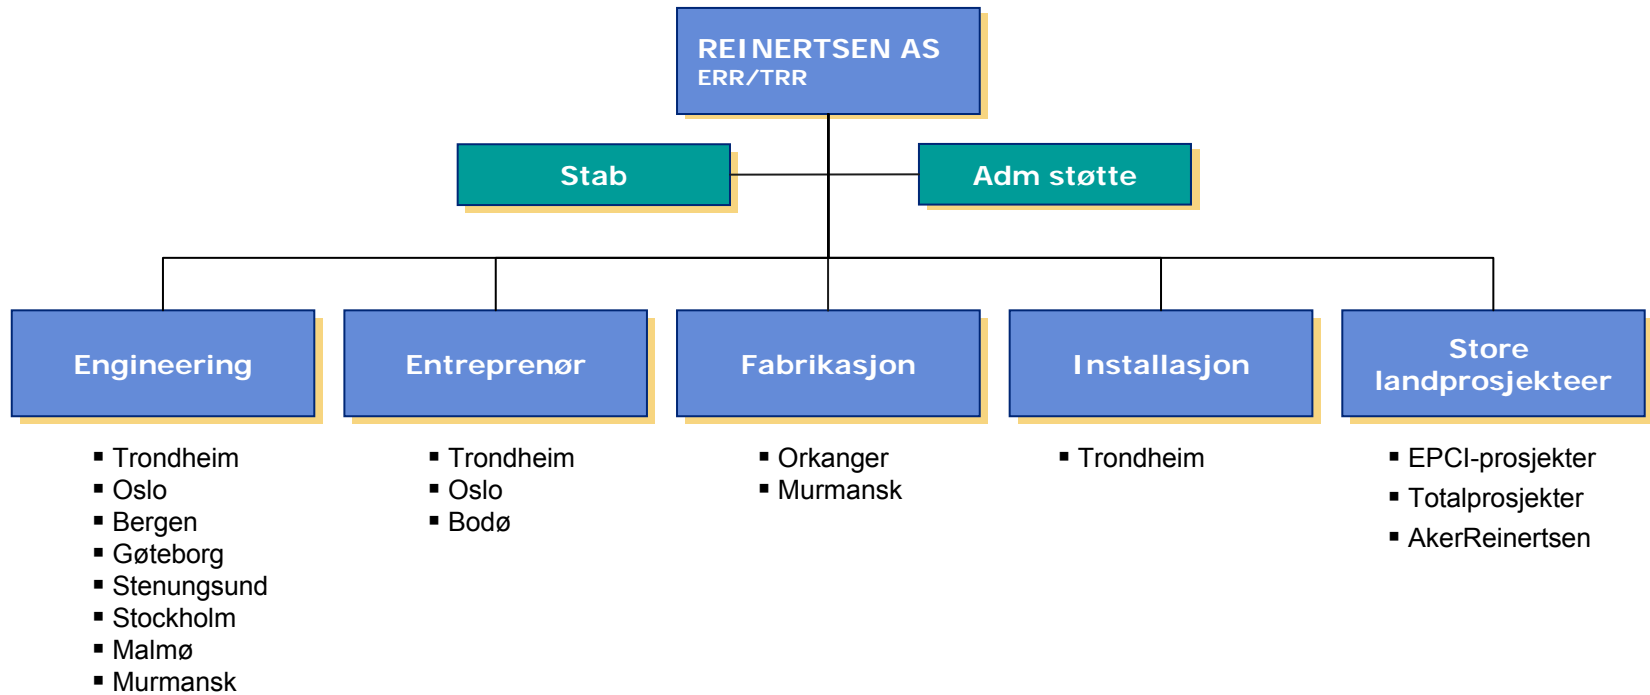 REINERTSEN AS
ERR/TRR
Stab
Adm støtte
Engineering
Entreprenør
Fabrikasjon
Installasjon
Store
landprosjekteer
▪ Trondheim
▪ Oslo
▪ Bergen
▪ Gøteborg
▪ Stenungsund
▪ Stockholm
▪ Malmø
▪ Murmansk
▪ Trondheim
▪ Oslo
▪ Bodø
▪ Orkanger
▪ Murmansk
▪ Trondheim
▪ EPCI-prosjekter
▪ Totalprosjekter
▪ AkerReinertsen